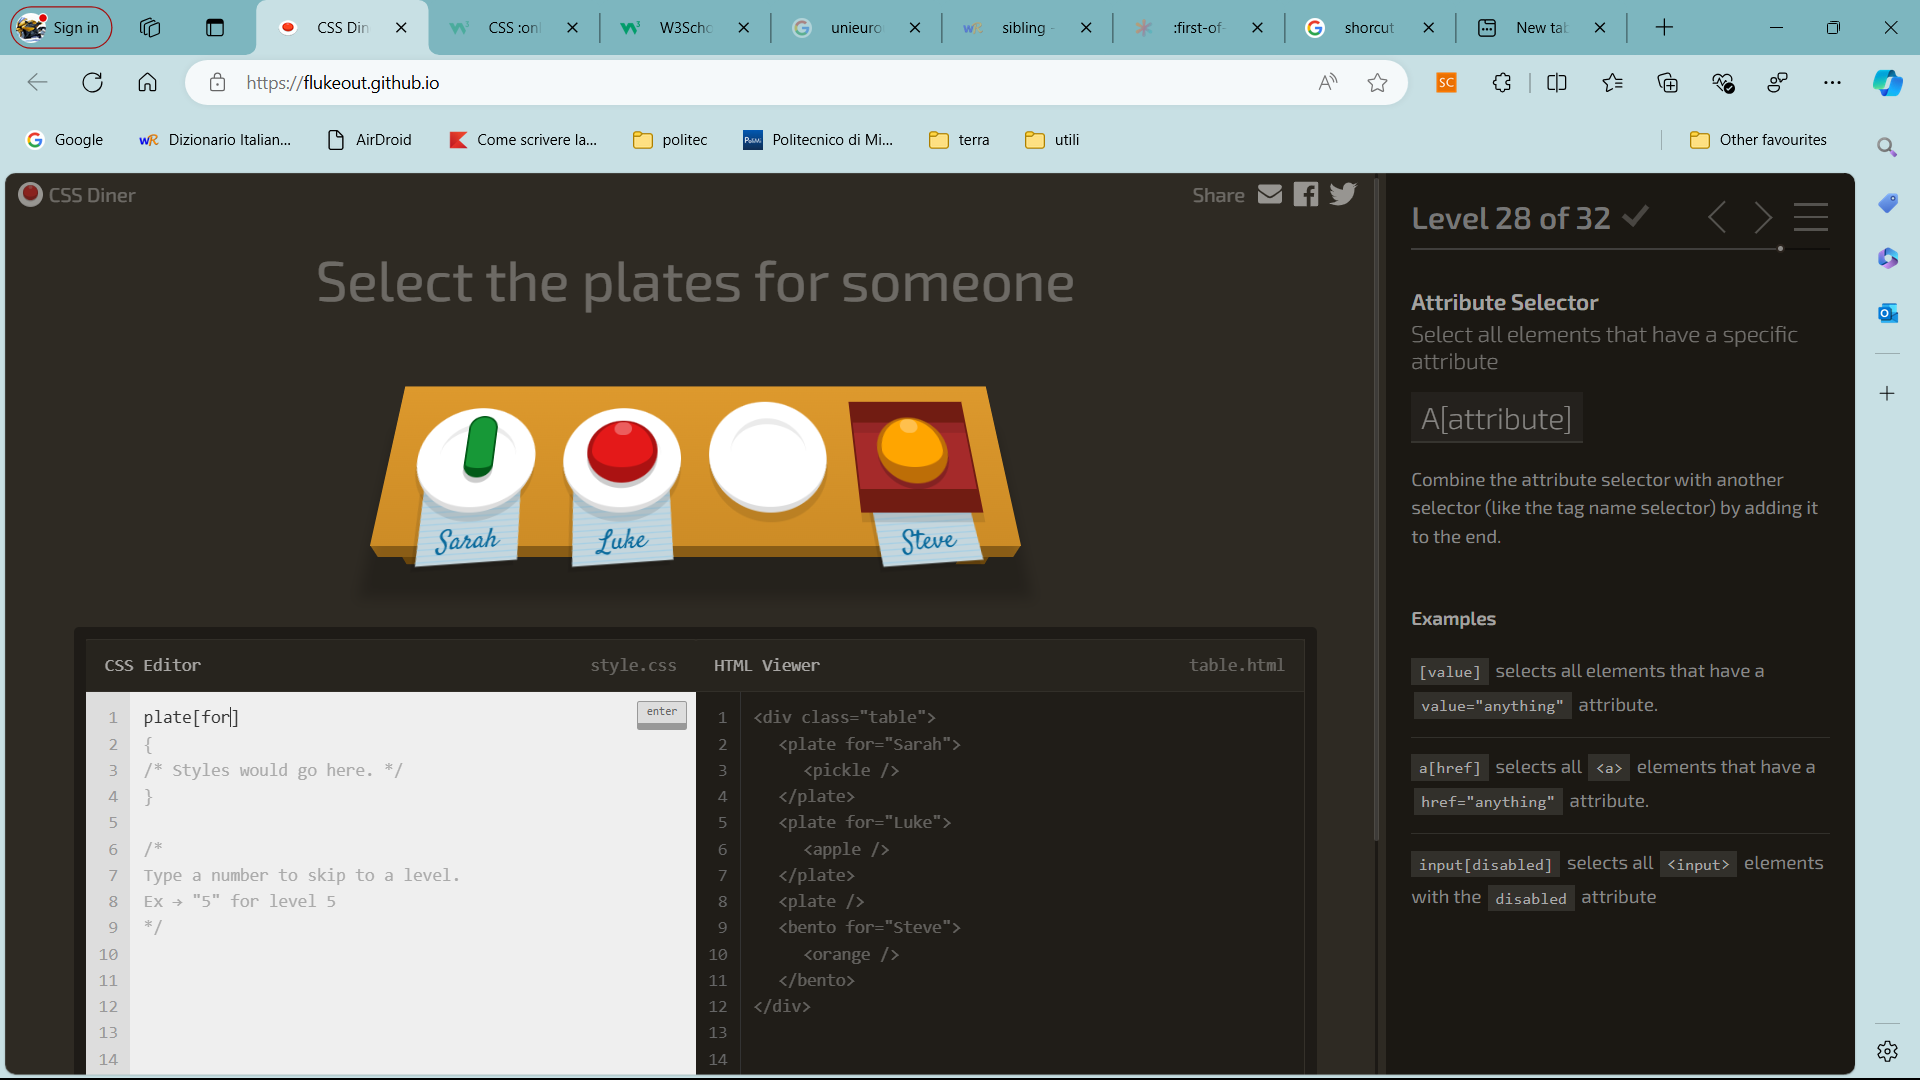 Sign in
CSS Din
CSS :onl
W3Scho
unieuro
sibling -
:first-of-
shorcut
New tab
https://flukeout.github.io
SC
Google
Dizionario Italian...
AirDroid
Come scrivere la...
politec
Politecnico di Mi...
terra
utili
Other favourites
CSS Diner
Share
Level 28 of 32
Select the plates for someone
Sarah
Luke
Steve
Attribute Selector
Select all elements that have a specific
attribute
A[attribute]
Combine the attribute selector with another
selector (like the tag name selector) by adding it
to the end.
Examples
[value] selects all elements that have a
value="anything" attribute.
a[href] selects all <a> elements that have a
href="anything" attribute.
input[disabled] selects all <input> elements
with the disabled attribute
CSS Editor
style.css
1 plate[for]
enter
2 {
3 /* Styles would go here. */
4 }
5
6 /*
7 Type a number to skip to a level.
8 Ex → "5" for level 5
9 */
10
11
12
13
14
HTML Viewer
table.html
1 <div class="table">
2 <plate for="Sarah">
3 <pickle />
4 </plate>
5 <plate for="Luke">
6 <apple />
7 </plate>
8 <plate />
9 <bento for="Steve">
10 <orange />
11 </bento>
12 </div>
13
14